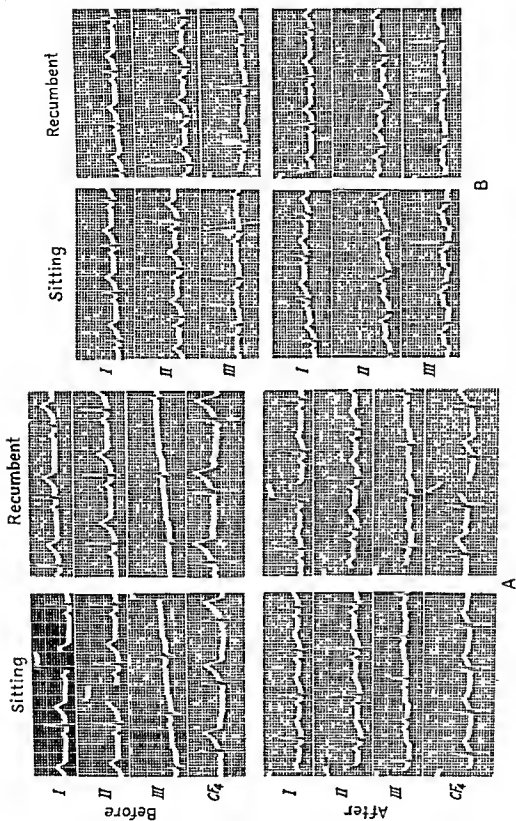 Sitting Recumbent
Before
I
II
III
CF₄
After
I
II
III
CF₄
A
Sitting Recumbent
I
II
III
I
II
III
B